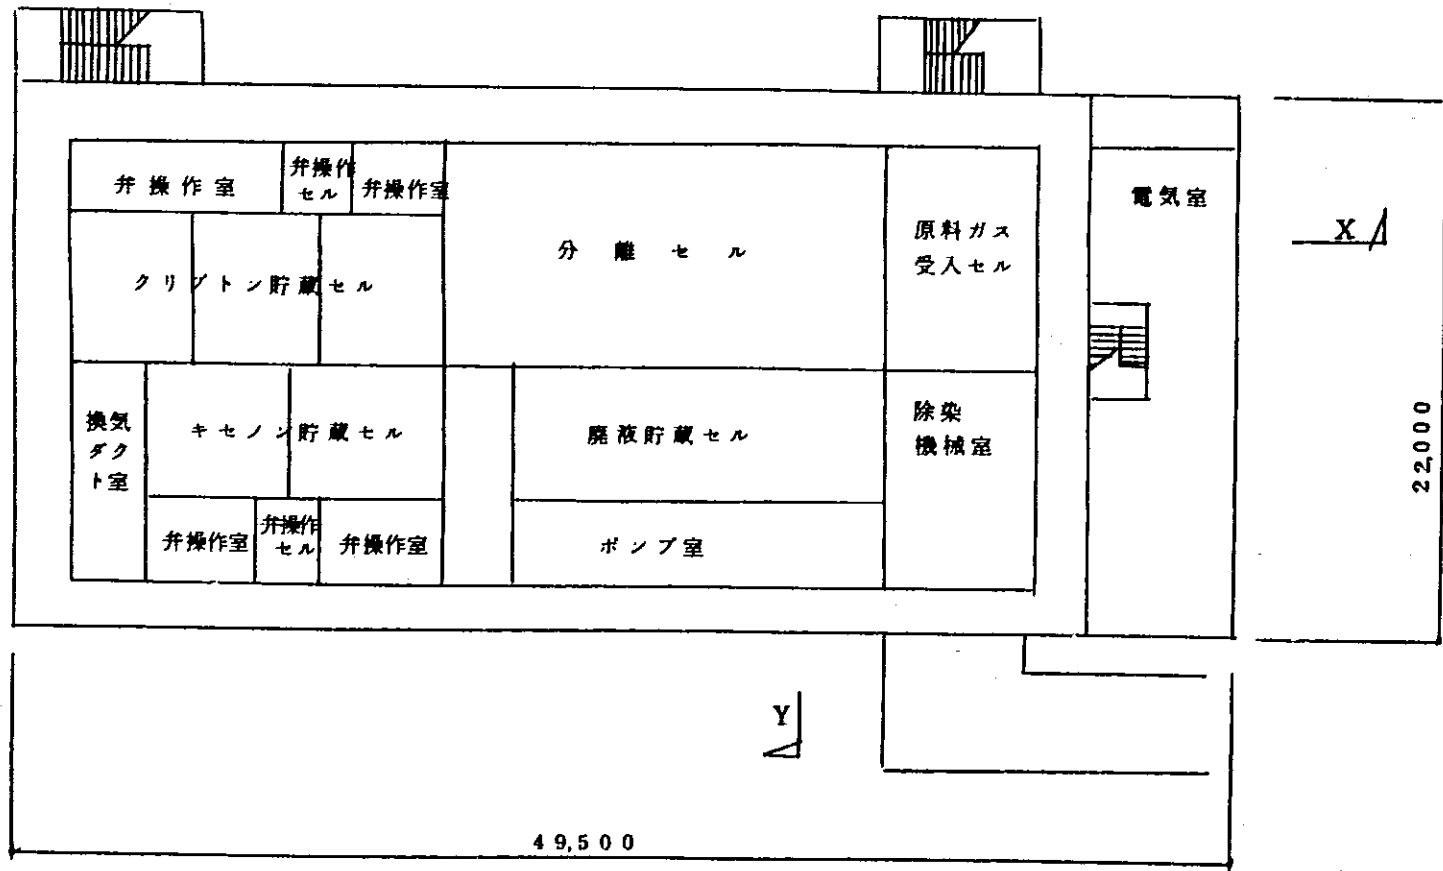 弁操作室
弁操作
セル
弁操作室
分離セル
原料ガス
受入セル
電気室
X
クリプトン貯蔵セル
換気
ダク
ト室
キセノン貯蔵セル
廃液貯蔵セル
除染
機械室
22,000
弁操作室
弁操作
セル
弁操作室
ポンプ室
Y
49,500